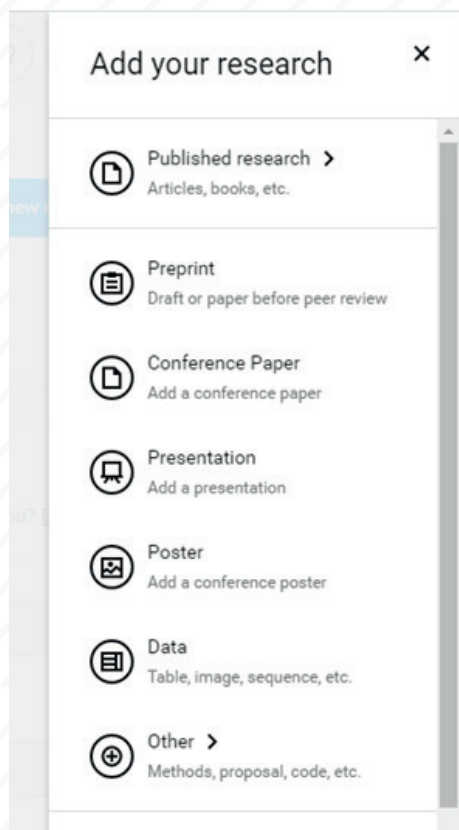 Add your research
Published research
Articles, books, etc.
Preprint
Draft or paper before peer review
Conference Paper
Add a conference paper
Presentation
Add a presentation
Poster
Add a conference poster
Data
Table, image, sequence, etc.
Other
Methods, proposal, code, etc.